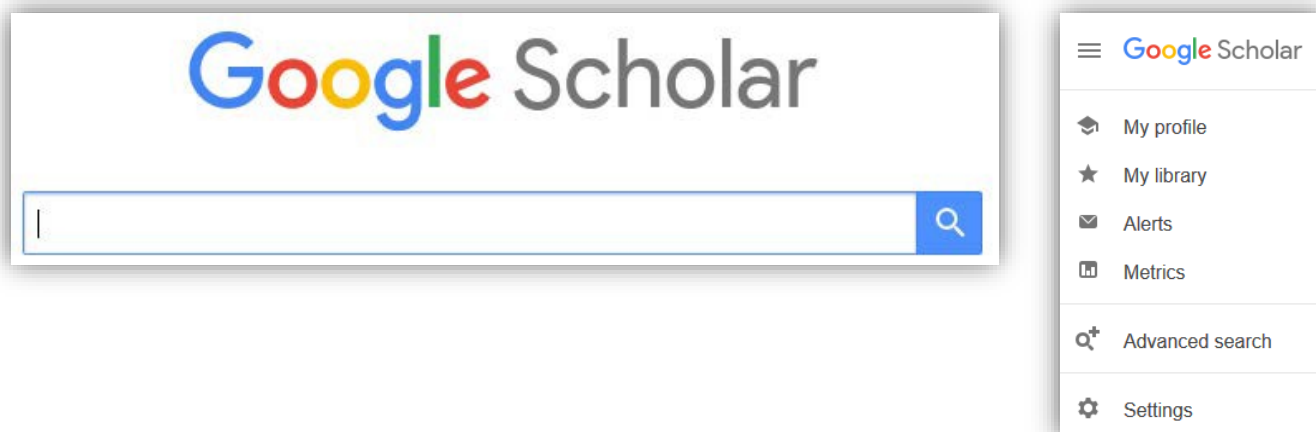 Google Scholar
Google Scholar
My profile
My library
Alerts
Metrics
Advanced search
Settings